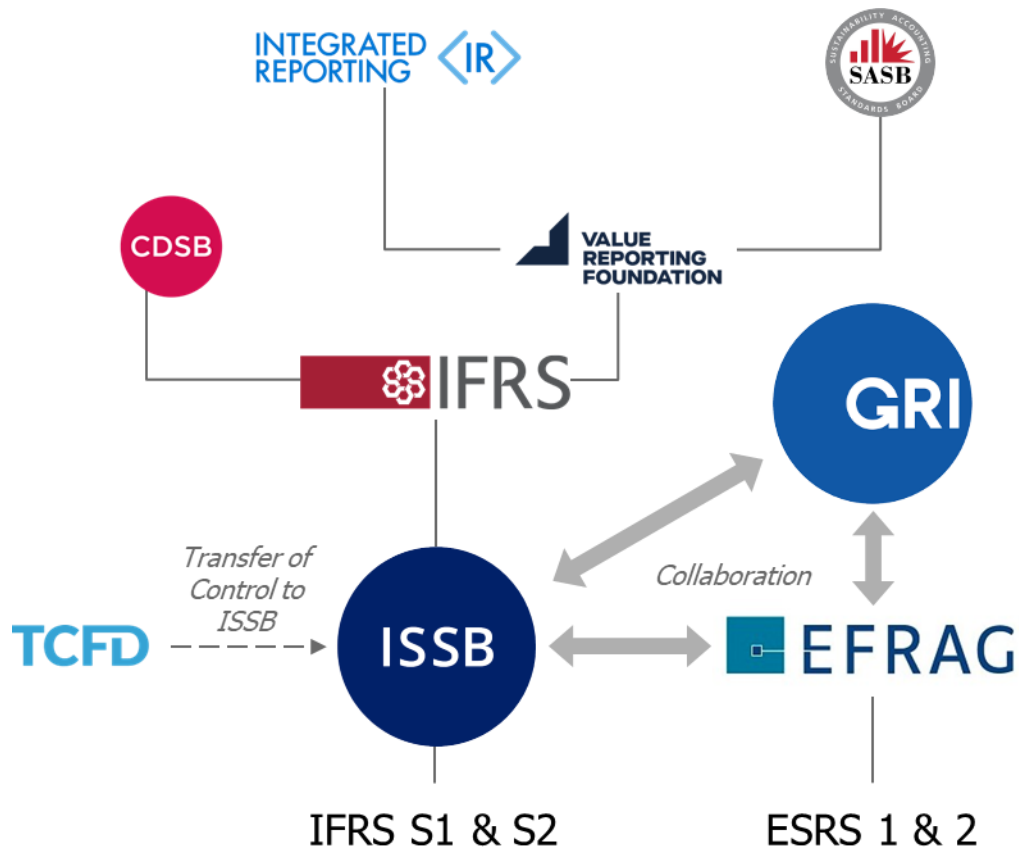 INTEGRATED
REPORTING <IR>
SUSTAINABILITY ACCOUNTING
SASB
STANDARDS BOARD
CDSB
VALUE
REPORTING
FOUNDATION
IFRS
GRI
Transfer of
Control to
ISSB
Collaboration
TCFD
ISSB
EFRAG
IFRS S1 & S2
ESRS 1 & 2